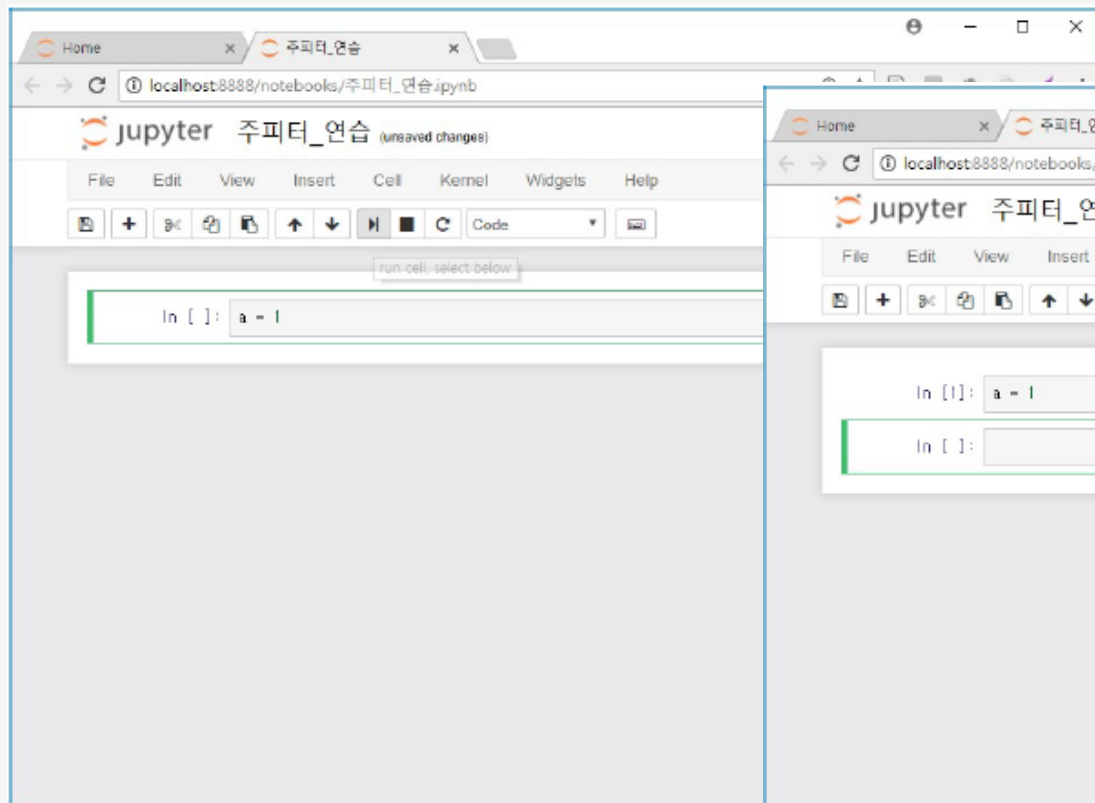 Home
주피터_연습
localhost:8888/notebooks/주피터_연습.ipynb
jupyter 주피터_연습 (unsaved changes)
File Edit View Insert Cell Kernel Widgets Help
Code
run cell, select below
In [ ]: a = 1
Home
주피터_연
localhost:8888/notebooks/
jupyter 주피터_연
File Edit View Insert
In [1]: a = 1
In [ ]: